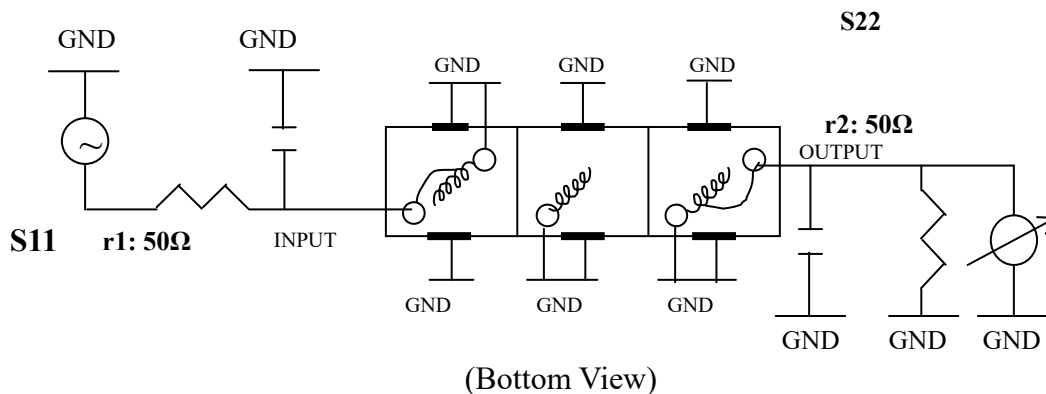 S22
GND
GND
GND
GND
GND
r2: 50Ω
OUTPUT
S11
r1: 50Ω
INPUT
GND
GND
GND
GND
GND
GND
(Bottom View)